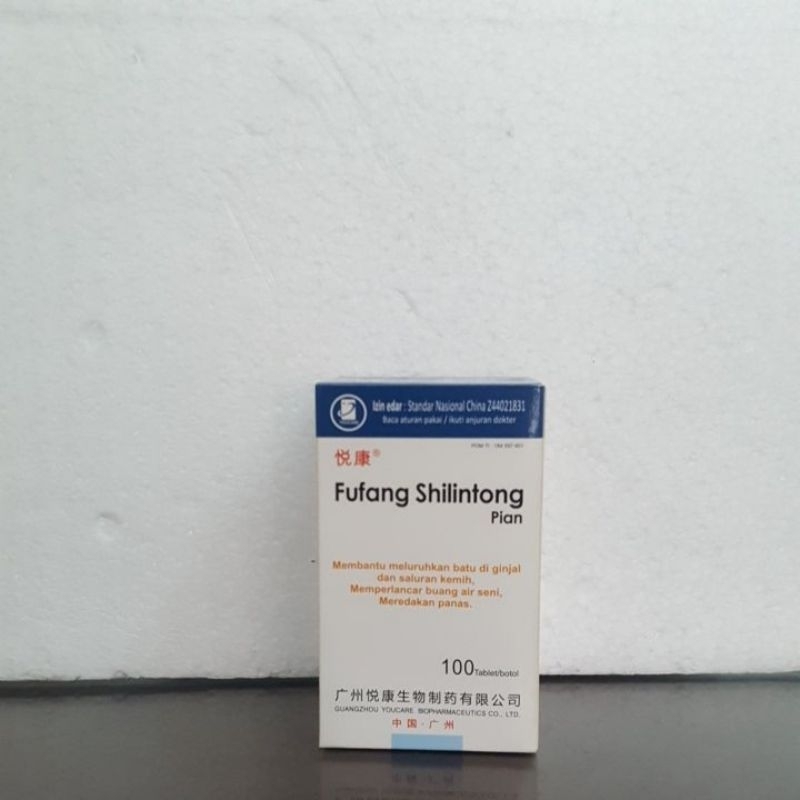 Izin edar : Standar Nasional China Z44021831
Baca aturan pakai / ikuti anjuran dokter
悦康®
Fufang Shilintong
Pian
Membantu meluruhkan batu di ginjal
dan saluran kemih,
Memperlancar buang air seni,
Meredakan panas.
100 Tablet/botol
广州悦康生物制药有限公司
GUANGZHOU YOUCARE BIOPHARMACEUTICS CO., LTD.
中国·广州